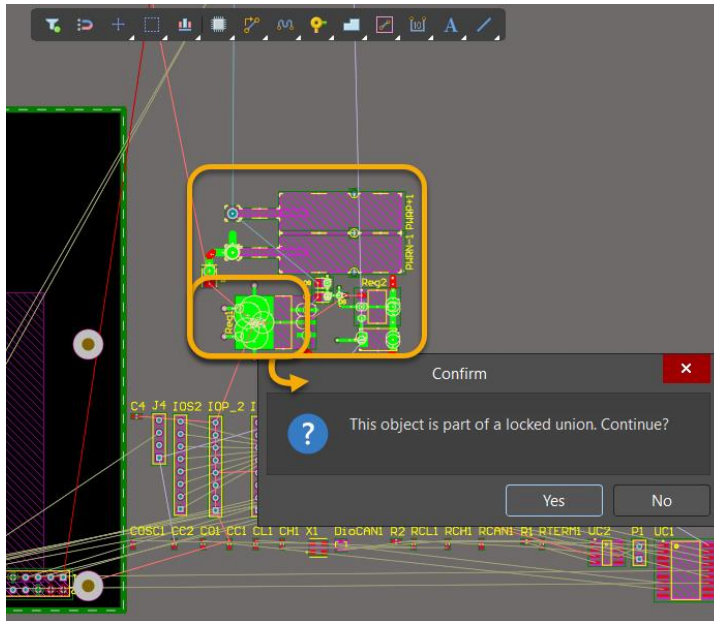 A
PWRP+1
PWRN-1
Reg2
Reg1
Confirm
This object is part of a locked union. Continue?
Yes
No
C4 J4 IOS2 IOP_2
COSC1 CC2 CO1 CC1 CL1 CH1 X1 DioCAN1 R2 RCL1 RCH1 RCAN1 R1 RTERM1 UC2 P1 UC1